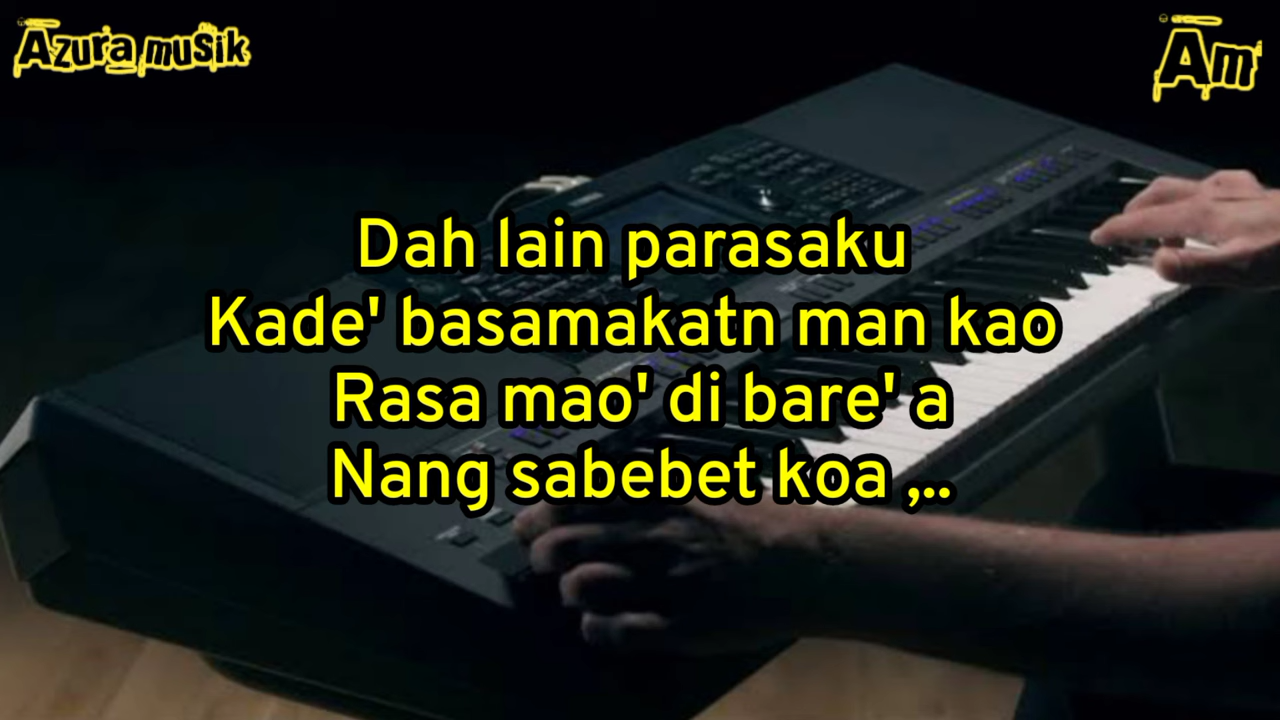 Azura musik
Am
Dah lain parasaku
Kade' basamakatn man kao
Rasa mao' di bare' a
Nang sabebet koa ,..